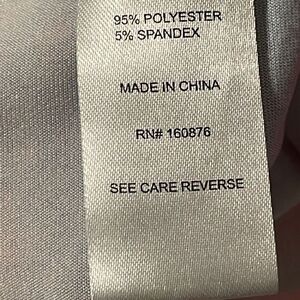 95% POLYESTER
5% SPANDEX
MADE IN CHINA
RN# 160876
SEE CARE REVERSE